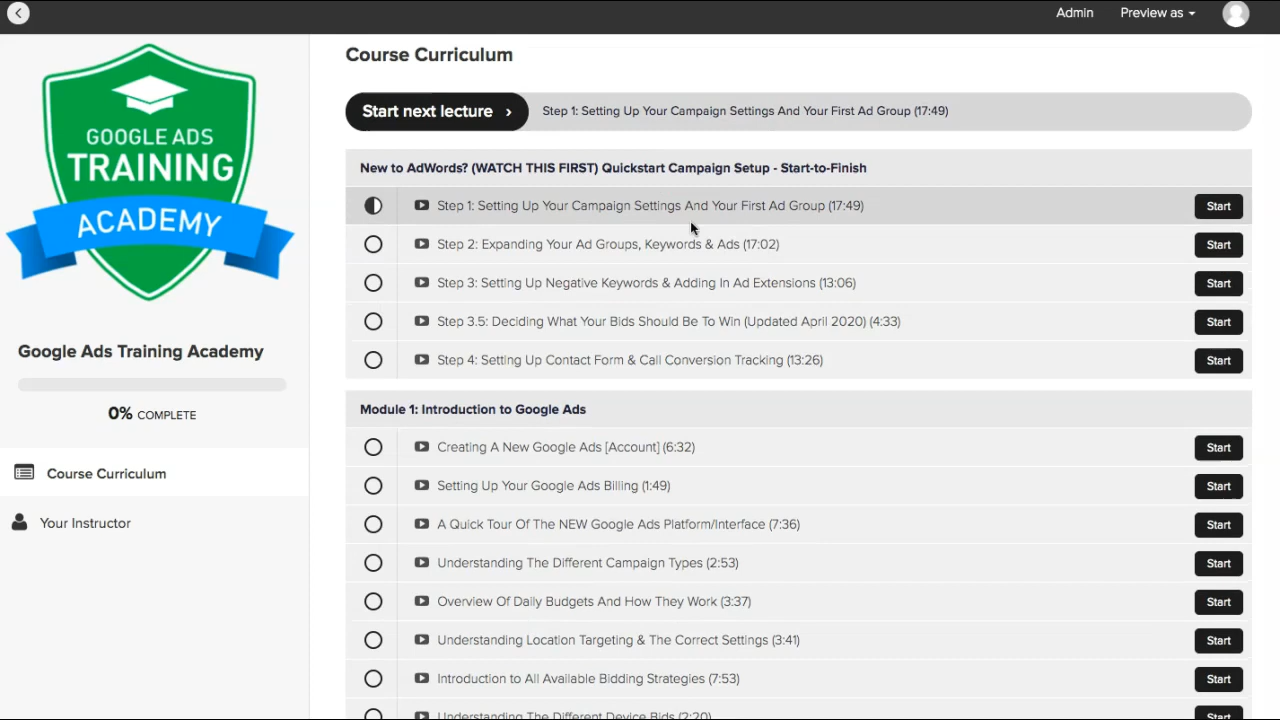 Admin
Preview as
GOOGLE ADS
TRAINING
ACADEMY
Google Ads Training Academy
0% COMPLETE
Course Curriculum
Your Instructor
Course Curriculum
Start next lecture › Step 1: Setting Up Your Campaign Settings And Your First Ad Group (17:49)
New to AdWords? (WATCH THIS FIRST) Quickstart Campaign Setup - Start-to-Finish
Step 1: Setting Up Your Campaign Settings And Your First Ad Group (17:49) Start
Step 2: Expanding Your Ad Groups, Keywords & Ads (17:02) Start
Step 3: Setting Up Negative Keywords & Adding In Ad Extensions (13:06) Start
Step 3.5: Deciding What Your Bids Should Be To Win (Updated April 2020) (4:33) Start
Step 4: Setting Up Contact Form & Call Conversion Tracking (13:26) Start
Module 1: Introduction to Google Ads
Creating A New Google Ads [Account] (6:32) Start
Setting Up Your Google Ads Billing (1:49) Start
A Quick Tour Of The NEW Google Ads Platform/Interface (7:36) Start
Understanding The Different Campaign Types (2:53) Start
Overview Of Daily Budgets And How They Work (3:37) Start
Understanding Location Targeting & The Correct Settings (3:41) Start
Introduction to All Available Bidding Strategies (7:53) Start
Understanding The Different Device Bids (2:20) Start